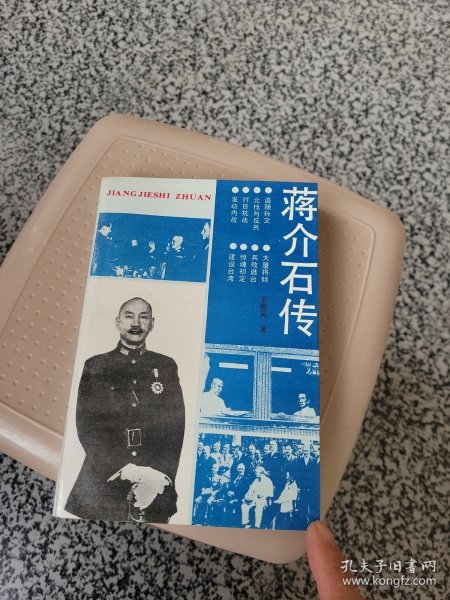 JIANGJIESHI ZHUAN
蒋介石传
追随孙文
北伐与反共
对日抗战
发动内战
大厦将倾
兵败逃台
惊魂初定
建设台湾
著
孔夫子旧书网
www.kongfz.com